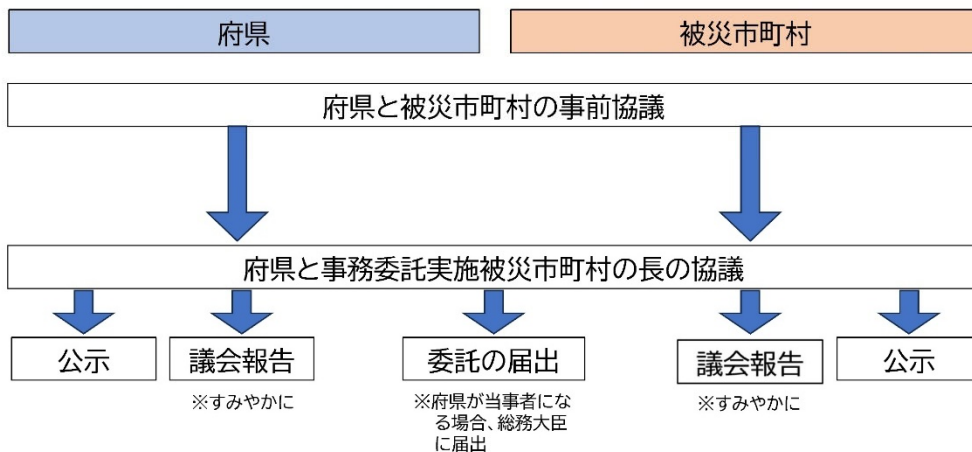 府県
被災市町村
府県と被災市町村の事前協議
府県と事務委託実施被災市町村の長の協議
公示
議会報告
委託の届出
議会報告
公示
※すみやかに
※府県が当事者にな
る場合、総務大臣
に届出
※すみやかに